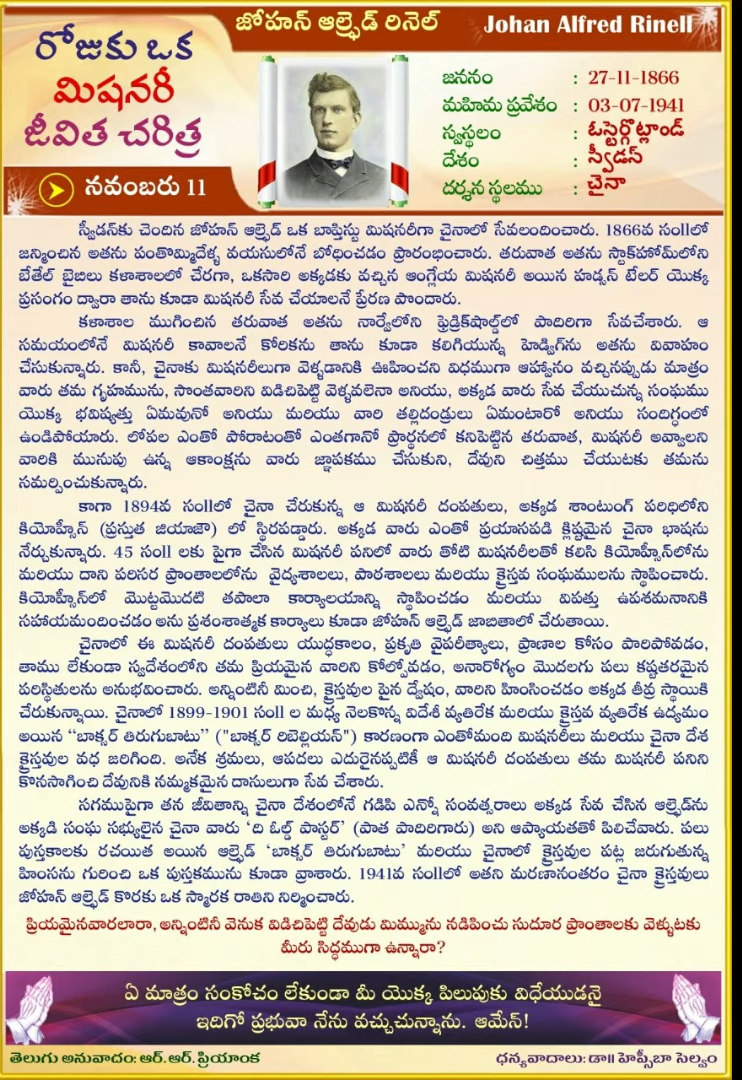 జోహన్ ఆల్ఫ్రెడ్ రినెల్ Johan Alfred Rinell
రోజుకు ఒక
మిషనరీ
జీవిత చరిత్ర
నవంబరు 11
జననం : 27-11-1866
మహిమ ప్రవేశం : 03-07-1941
స్వస్థలం : ఓస్టెర్గొట్లాండ్
దేశం : స్వీడన్
దర్శన స్థలము : చైనా
స్వీడన్‌కు చెందిన జోహన్ ఆల్ఫ్రెడ్ ఒక బాప్తిస్టు మిషనరీగా చైనాలో సేవలందించారు. 1866వ సం॥లో
జన్మించిన అతను పంతొమ్మిదేళ్ళ వయసులోనే బోధించడం ప్రారంభించారు. తరువాత అతను స్టాక్‌హోమ్‌లోని
బేతేల్ బైబిలు కళాశాలలో చేరగా, ఒకసారి అక్కడకు వచ్చిన ఆంగ్లేయ మిషనరీ అయిన హడ్సన్ టేలర్ యొక్క
ప్రసంగం ద్వారా తాను కూడా మిషనరీ సేవ చేయాలనే ప్రేరణ పొందారు.
కళాశాల ముగించిన తరువాత అతను నార్వేలోని ఫ్రెడ్రిక్‌షాల్డ్‌లో పాదిరిగా సేవచేశారు. ఆ
సమయంలోనే మిషనరీ కావాలనే కోరికను తాను కూడా కలిగియున్న హెడ్విగ్‌ను అతను వివాహం
చేసుకున్నారు. కానీ, చైనాకు మిషనరీలుగా వెళ్ళడానికి ఊహించని విధముగా ఆహ్వానం వచ్చినప్పుడు మాత్రం
వారు తమ గృహమును, సొంతవారిని విడిచిపెట్టి వెళ్ళవలెనా అనియు, అక్కడ వారు సేవ చేయుచున్న సంఘము
యొక్క భవిష్యత్తు ఏమవునో అనియు మరియు వారి తల్లిదండ్రులు ఏమంటారో అనియు సందిగ్ధంలో
ఉండిపోయారు. లోపల ఎంతో పోరాటంతో ఎంతగానో ప్రార్థనలో కనిపెట్టిన తరువాత, మిషనరీ అవ్వాలని
వారికి మునుపు ఉన్న ఆకాంక్షను వారు జ్ఞాపకము చేసుకుని, దేవుని చిత్తము చేయుటకు తమను
సమర్పించుకున్నారు.
కాగా 1894వ సం॥లో చైనా చేరుకున్న ఆ మిషనరీ దంపతులు, అక్కడ శాంటుంగ్ పరిధిలోని
కియోహ్సీన్ (ప్రస్తుత జియాజౌ) లో స్థిరపడ్డారు. అక్కడ వారు ఎంతో ప్రయాసపడి క్లిష్టమైన చైనా భాషను
నేర్చుకున్నారు. 45 సం॥ లకు పైగా చేసిన మిషనరీ పనిలో వారు తోటి మిషనరీలతో కలిసి కియోహ్సీన్‌లోను
మరియు దాని పరిసర ప్రాంతాలలోను వైద్యశాలలు, పాఠశాలలు మరియు క్రైస్తవ సంఘములను స్థాపించారు.
కియోహ్సీన్‌లో మొట్టమొదటి తపాలా కార్యాలయాన్ని స్థాపించడం మరియు విపత్తు ఉపశమనానికి
సహాయమందించడం అను ప్రశంశాత్మక కార్యాలు కూడా జోహన్ ఆల్ఫ్రెడ్ జాబితాలో చేరుతాయి.
చైనాలో ఈ మిషనరీ దంపతులు యుద్ధకాలం, ప్రకృతి వైపరీత్యాలు, ప్రాణాల కోసం పారిపోవడం,
తాము లేకుండా స్వదేశంలోని తమ ప్రియమైన వారిని కోల్పోవడం, అనారోగ్యం మొదలగు పలు కష్టతరమైన
పరిస్థితులను అనుభవించారు. అన్నింటినీ మించి, క్రైస్తవుల పైన ద్వేషం, వారిని హింసించడం అక్కడ తీవ్ర స్థాయికి
చేరుకున్నాయి. చైనాలో 1899-1901 సం॥ ల మధ్య నెలకొన్న విదేశీ వ్యతిరేక మరియు క్రైస్తవ వ్యతిరేక ఉద్యమం
అయిన “బాక్సర్ తిరుగుబాటు” ("బాక్సర్ రిబెల్లియన్") కారణంగా ఎంతోమంది మిషనరీలు మరియు చైనా దేశ
క్రైస్తవుల వధ జరిగింది. అనేక శ్రమలు, ఆపదలు ఎదురైనప్పటికీ ఆ మిషనరీ దంపతులు తమ మిషనరీ పనిని
కొనసాగించి దేవునికి నమ్మకమైన దాసులుగా సేవ చేశారు.
సగముపైగా తన జీవితాన్ని చైనా దేశంలోనే గడిపి ఎన్నో సంవత్సరాలు అక్కడ సేవ చేసిన ఆల్ఫ్రెడ్‌ను
అక్కడి సంఘ సభ్యులైన చైనా వారు ‘ది ఓల్డ్ పాస్టర్’ (పాత పాదిరిగారు) అని ఆప్యాయతతో పిలిచేవారు. పలు
పుస్తకాలకు రచయిత అయిన ఆల్ఫ్రెడ్ ‘బాక్సర్ తిరుగుబాటు’ మరియు చైనాలో క్రైస్తవుల పట్ల జరుగుతున్న
హింసను గురించి ఒక పుస్తకమును కూడా వ్రాశారు. 1941వ సం॥లో అతని మరణానంతరం చైనా క్రైస్తవులు
జోహన్ ఆల్ఫ్రెడ్ కొరకు ఒక స్మారక రాతిని నిర్మించారు.
ప్రియమైనవారలారా, అన్నింటినీ వెనుక విడిచిపెట్టి దేవుడు మిమ్మును నడిపించు సుదూర ప్రాంతాలకు వెళ్ళుటకు
మీరు సిద్ధముగా ఉన్నారా?
ఏ మాత్రం సంకోచం లేకుండా మీ యొక్క పిలుపుకు విధేయుడనై
ఇదిగో ప్రభువా నేను వచ్చుచున్నాను. ఆమేన్!
తెలుగు అనువాదం: ఆర్. ఆర్. ప్రియాంక ధన్యవాదాలు: డా॥ హెప్సీబా సెల్వం